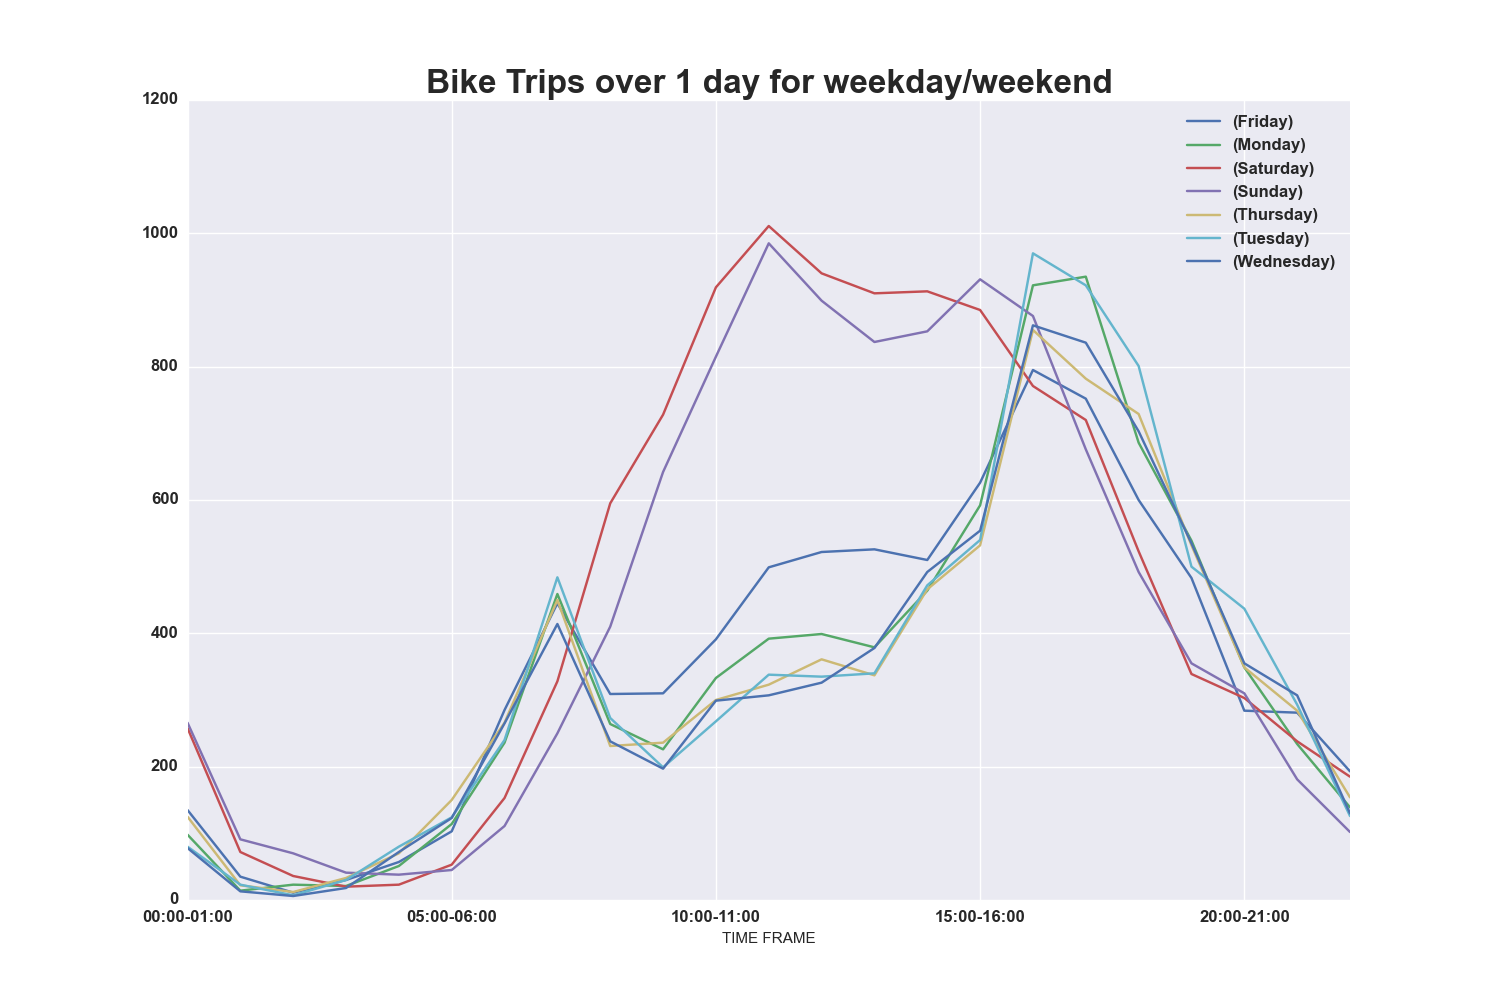 Bike Trips over 1 day for weekday/weekend
1200
1000
800
600
400
200
0
(Friday)
(Monday)
(Saturday)
(Sunday)
(Thursday)
(Tuesday)
(Wednesday)
00:00-01:00 05:00-06:00 10:00-11:00 15:00-16:00 20:00-21:00
TIME FRAME